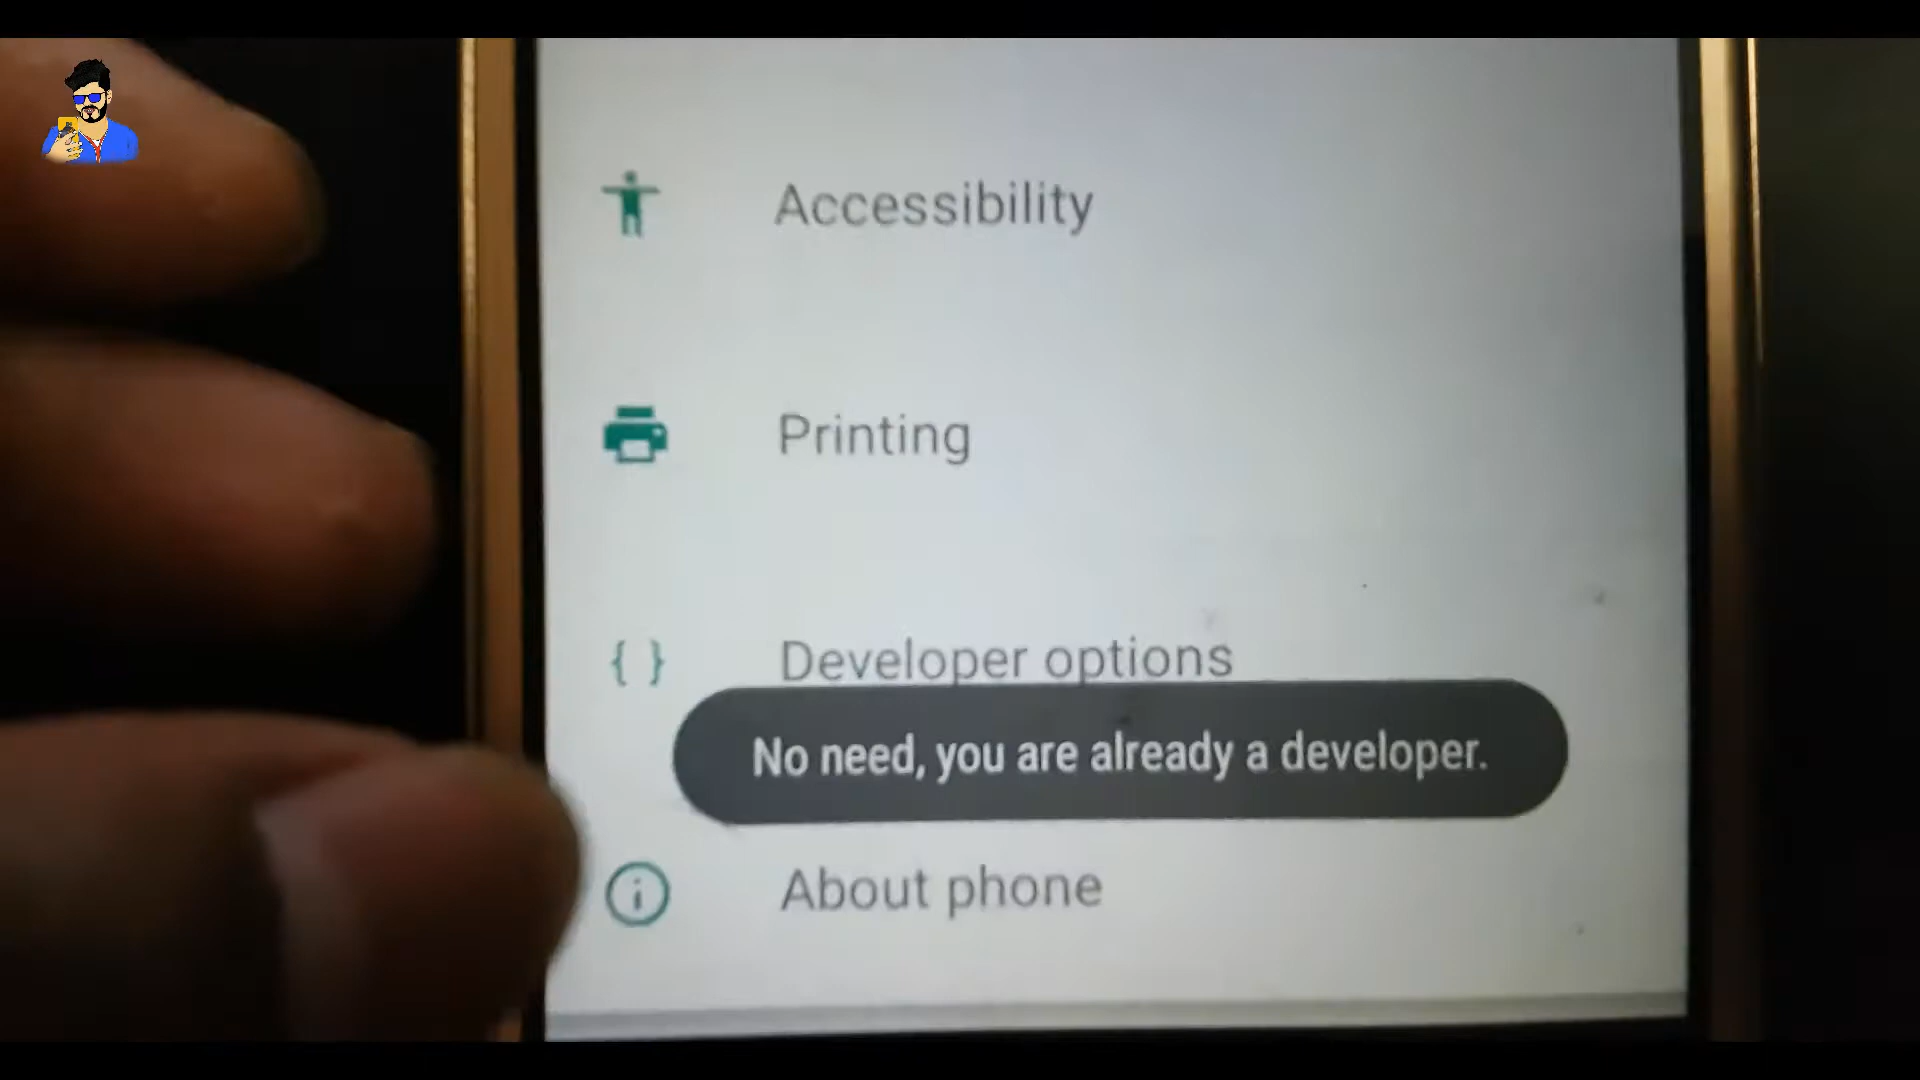 Accessibility
Printing
{ } Developer options
No need, you are already a developer.
About phone